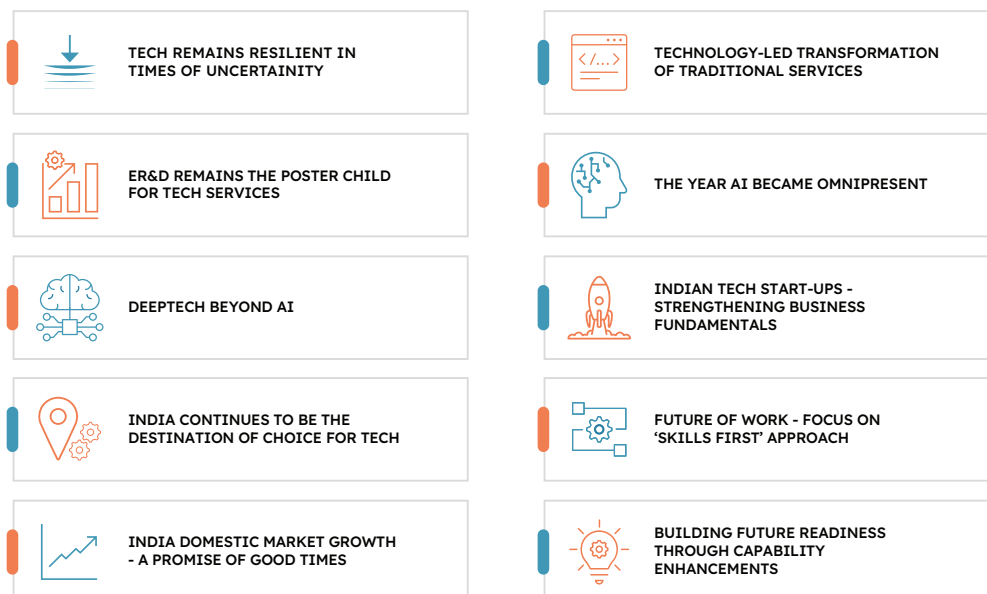 TECH REMAINS RESILIENT IN
TIMES OF UNCERTAINITY
TECHNOLOGY-LED TRANSFORMATION
OF TRADITIONAL SERVICES
</...>
ER&D REMAINS THE POSTER CHILD
FOR TECH SERVICES
THE YEAR AI BECAME OMNIPRESENT
DEEPTECH BEYOND AI
INDIAN TECH START-UPS -
STRENGTHENING BUSINESS
FUNDAMENTALS
INDIA CONTINUES TO BE THE
DESTINATION OF CHOICE FOR TECH
FUTURE OF WORK - FOCUS ON
‘SKILLS FIRST’ APPROACH
INDIA DOMESTIC MARKET GROWTH
- A PROMISE OF GOOD TIMES
BUILDING FUTURE READINESS
THROUGH CAPABILITY
ENHANCEMENTS